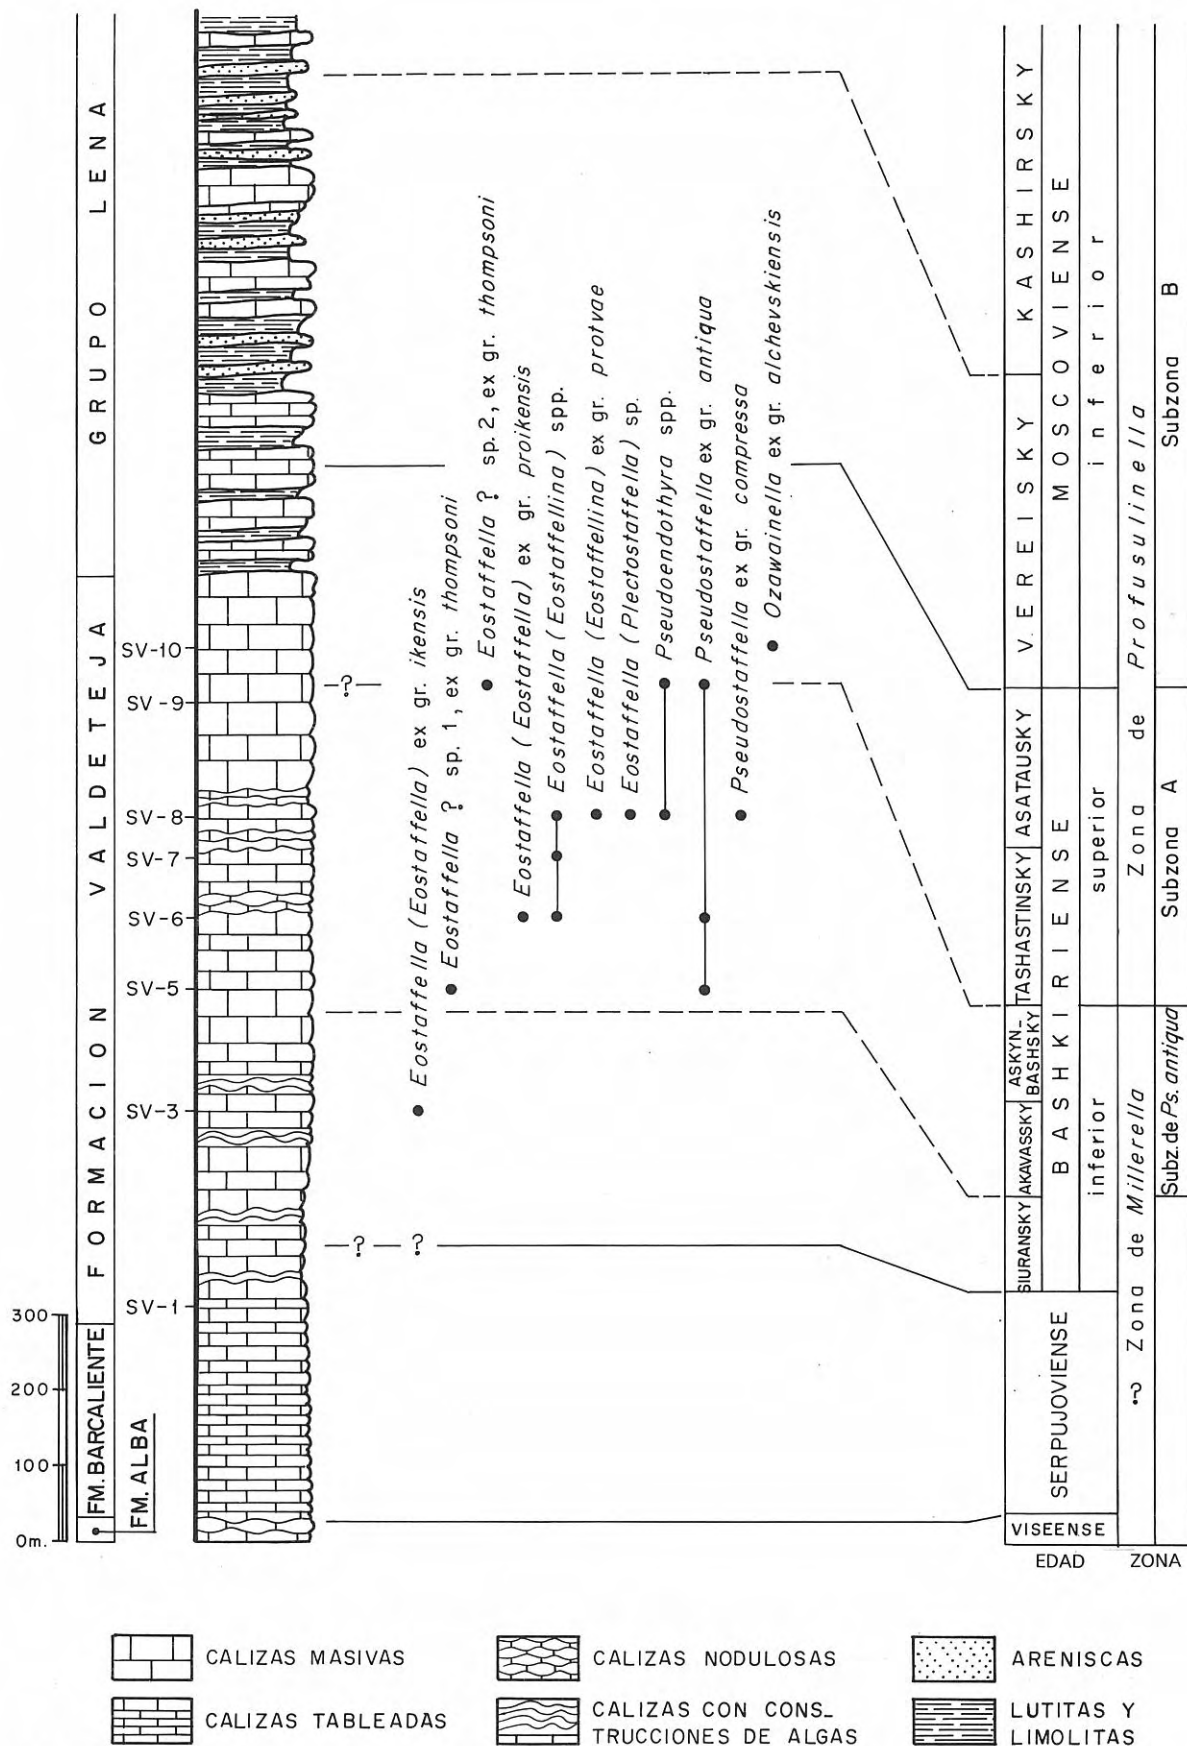 GRUPO LENA
FORMACION VALDETEJA
FM. BARCALIENTE
FM. ALBA
SV-10
SV-9
SV-8
SV-7
SV-6
SV-5
SV-3
SV-1
300
200
100
0m.
?
? ?
Eostaffella (Eostaffella) ex gr. ikensis
Eostaffella ? sp. 1, ex gr. thompsoni
Eostaffella ? sp. 2, ex gr. thompsoni
Eostaffella (Eostaffella) ex gr. proikensis
Eostaffella (Eostaffellina) spp.
Eostaffella (Eostaffellina) ex gr. protvae
Eostaffella (Plectostaffella) sp.
Pseudoendothyra spp.
Pseudostaffella ex gr. antiqua
Pseudostaffella ex gr. compressa
Ozawainella ex gr. alchevskiensis
KASHIRSKY
VEREISKY
ASATAUSKY
TASHASTINSKY
ASKYN_
BASHSKY
AKAVASSKY
SIURANSKY
MOSCOVIENSE
inferior
BASHKIRIENSE
superior
inferior
SERPUJOVIENSE
VISEENSE
Zona de Profusulinella
Subzona B
Subzona A
? Zona de Millerella
Subz. de Ps. antiqua
EDAD
ZONA
CALIZAS MASIVAS
CALIZAS TABLEADAS
CALIZAS NODULOSAS
CALIZAS CON CONS_
TRUCCIONES DE ALGAS
ARENISCAS
LUTITAS Y
LIMOLITAS